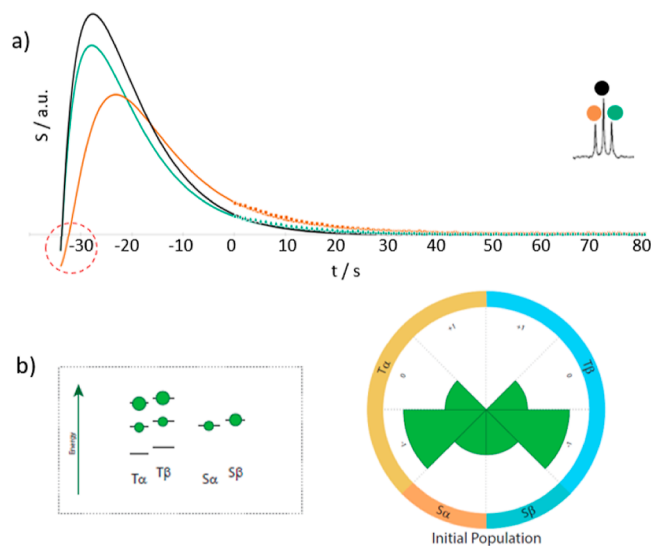 a)
S / a.u.
-30 -20 -10 0 10 20 30 40 50 60 70 80
t / s
b)
Energy
Tα Tβ Sα Sβ
+1 +1
Tα Tβ
0 0
-1 -1
Sα Sβ
Initial Population